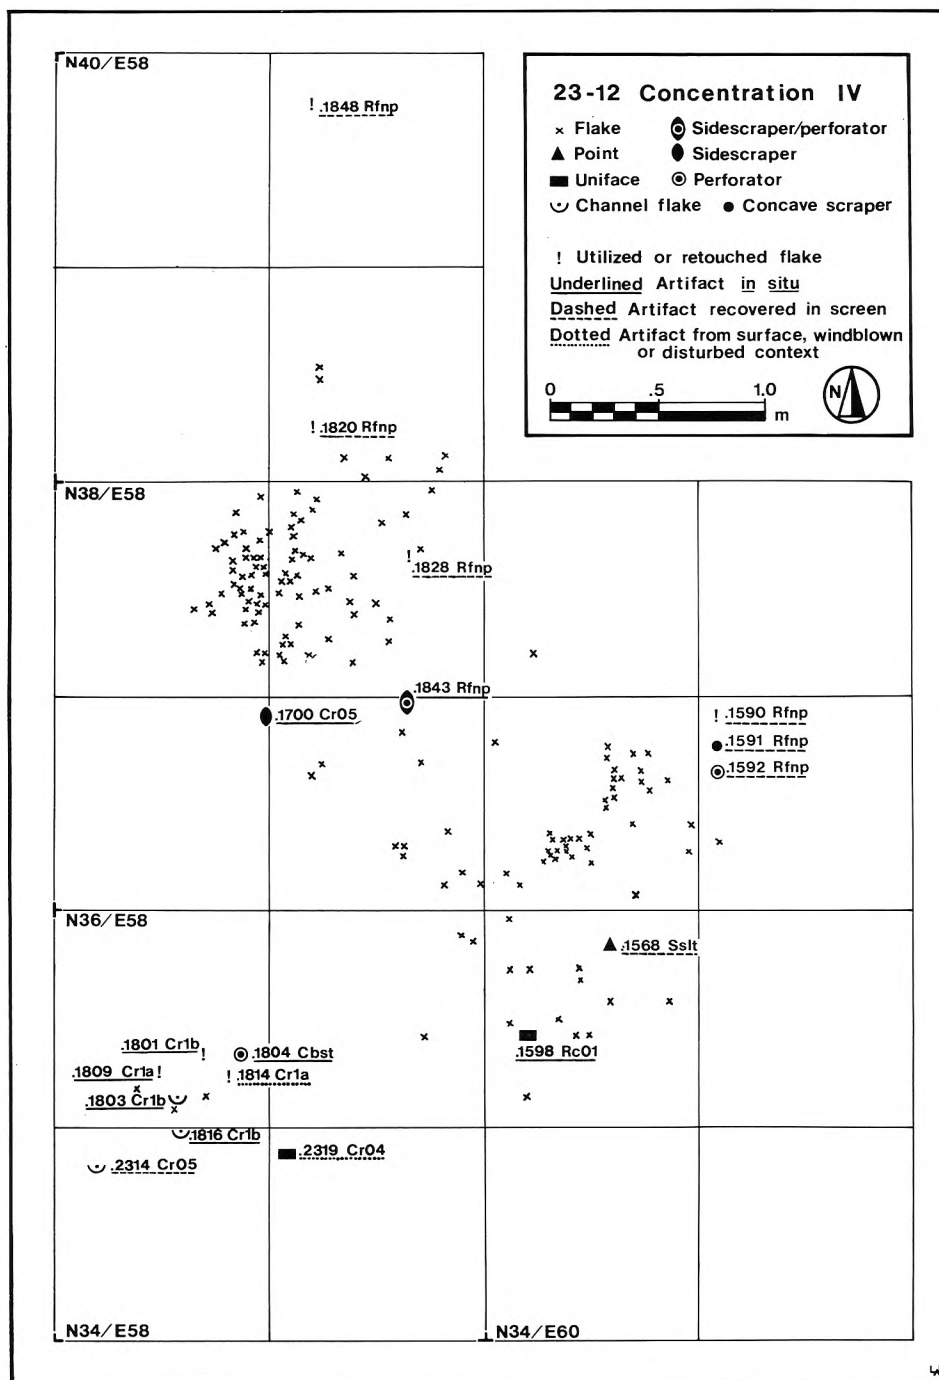 N40/E58
! .1848 Rfnp
23-12 Concentration IV
x Flake
Sidescraper/perforator
Point
Sidescraper
Uniface
Perforator
Channel flake
Concave scraper
! Utilized or retouched flake
Underlined Artifact in situ
Dashed Artifact recovered in screen
Dotted Artifact from surface, windblown
or disturbed context
0 .5 1.0
m
N
! .1820 Rfnp
N38/E58
! .1828 Rfnp
.1843 Rfnp
.1700 Cr05
! .1590 Rfnp
.1591 Rfnp
.1592 Rfnp
N36/E58
.1568 Sslt
.1598 Rc01
.1801 Cr1b !
.1804 Cbst
.1809 Cr1a !
! .1814 Cr1a
.1803 Cr1b
.1816 Cr1b
.2319 Cr04
.2314 Cr05
N34/E58
N34/E60